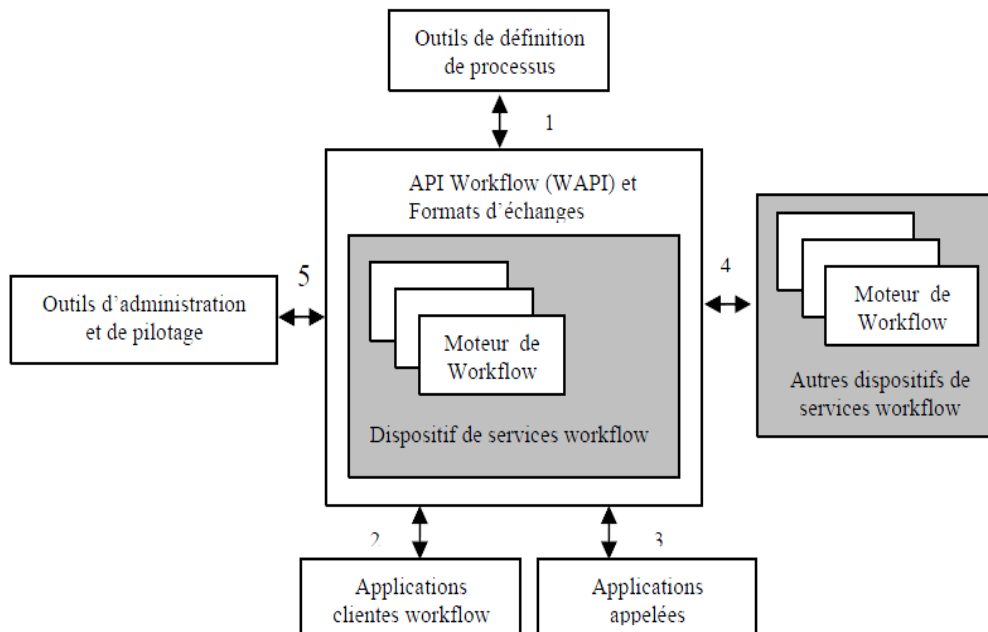 Outils de définition
de processus
1
API Workflow (WAPI) et
Formats d'échanges
5
4
Outils d'administration
et de pilotage
Moteur de
Workflow
Dispositif de services workflow
Moteur de
Workflow
Autres dispositifs de
services workflow
2
3
Applications
clientes workflow
Applications
appelées